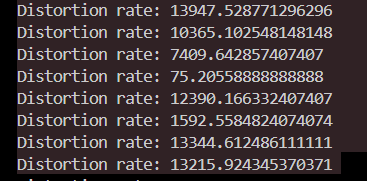 Distortion rate: 13947.528771296296
Distortion rate: 10365.102548148148
Distortion rate: 7409.642857407407
Distortion rate: 75.20558888888888
Distortion rate: 12390.166332407407
Distortion rate: 1592.5584824074074
Distortion rate: 13344.612486111111
Distortion rate: 13215.924345370371